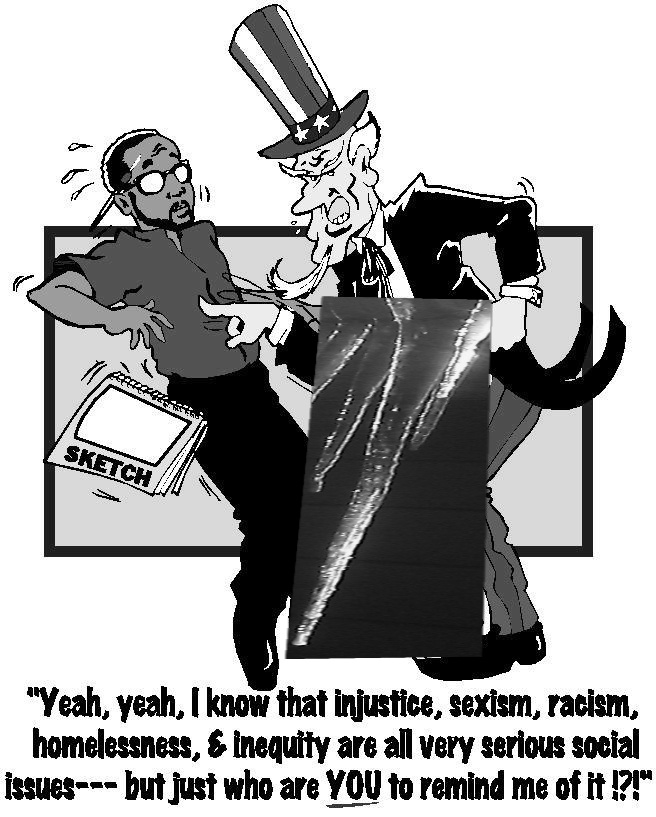 SKETCH
"Yeah, yeah, I know that injustice, sexism, racism,
homelessness, & inequity are all very serious social
issues--- but just who are YOU to remind me of it !?!"